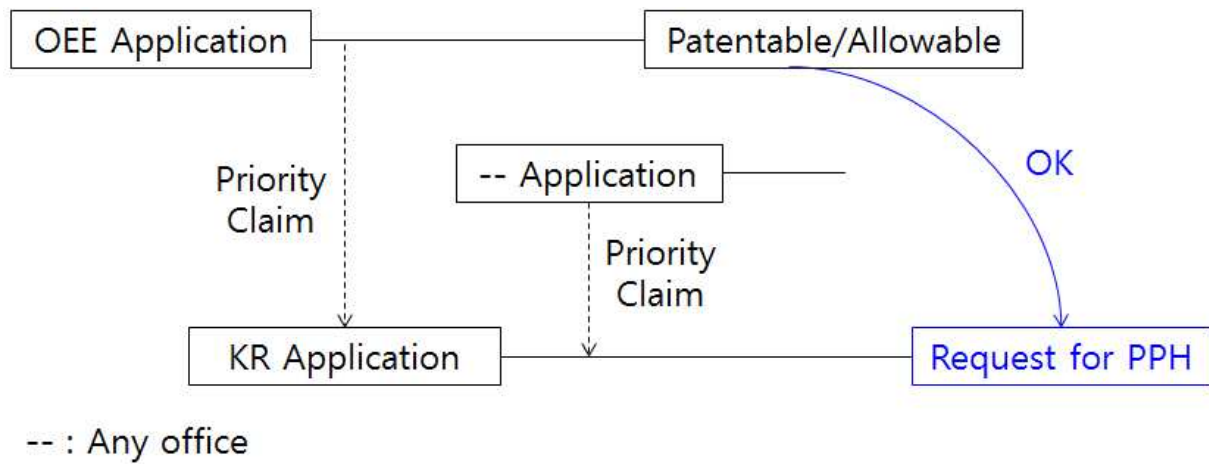 OEE Application
Patentable/Allowable
Priority
Claim
-- Application
OK
Priority
Claim
KR Application
Request for PPH
-- : Any office